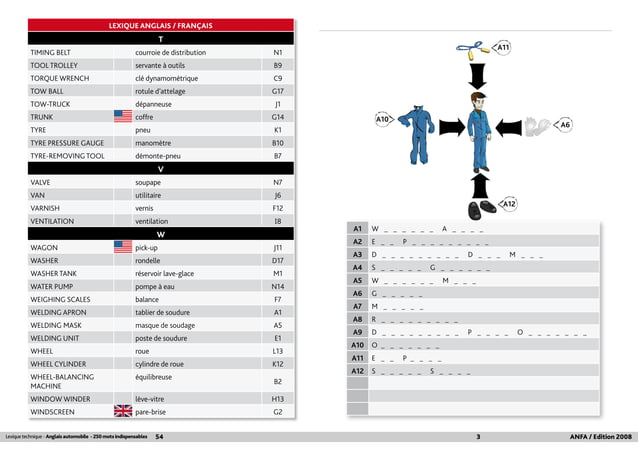 LEXIQUE ANGLAIS / FRANÇAIS
T
TIMING BELT courroie de distribution N1
TOOL TROLLEY servante à outils B9
TORQUE WRENCH clé dynamométrique C9
TOW BALL rotule d'attelage G17
TOW-TRUCK dépanneuse J1
TRUNK coffre G14
TYRE pneu K1
TYRE PRESSURE GAUGE manomètre B10
TYRE-REMOVING TOOL démonte-pneu B7
V
VALVE soupape N7
VAN utilitaire J6
VARNISH vernis F12
VENTILATION ventilation I8
W
WAGON pick-up J11
WASHER rondelle D17
WASHER TANK réservoir lave-glace M1
WATER PUMP pompe à eau N14
WEIGHING SCALES balance F7
WELDING APRON tablier de soudure A1
WELDING MASK masque de soudage A5
WELDING UNIT poste de soudure E1
WHEEL roue L13
WHEEL CYLINDER cylindre de roue K12
WHEEL-BALANCING
MACHINE équilibreuse B2
WINDOW WINDER lève-vitre H13
WINDSCREEN pare-brise G2
Lexique technique - Anglais automobile - 250 mots indispensables 54
A11
A10
A6
A12
A1 W _ _ _ _ _ _ A _ _ _ _
A2 E _ _ P _ _ _ _ _ _ _ _ _
A3 D _ _ _ _ _ _ _ _ _ D _ _ _ M _ _ _
A4 S _ _ _ _ _ G _ _ _ _ _ _
A5 W _ _ _ _ _ _ M _ _ _
A6 G _ _ _ _ _
A7 M _ _ _ _ _
A8 R _ _ _ _ _ _ _ _ _
A9 D _ _ _ _ _ _ _ _ _ P _ _ _ _ O _ _ _ _ _ _ _
A10 O _ _ _ _ _ _ _
A11 E _ _ P _ _ _ _
A12 S _ _ _ _ _ S _ _ _ _
3 ANFA / Edition 2008